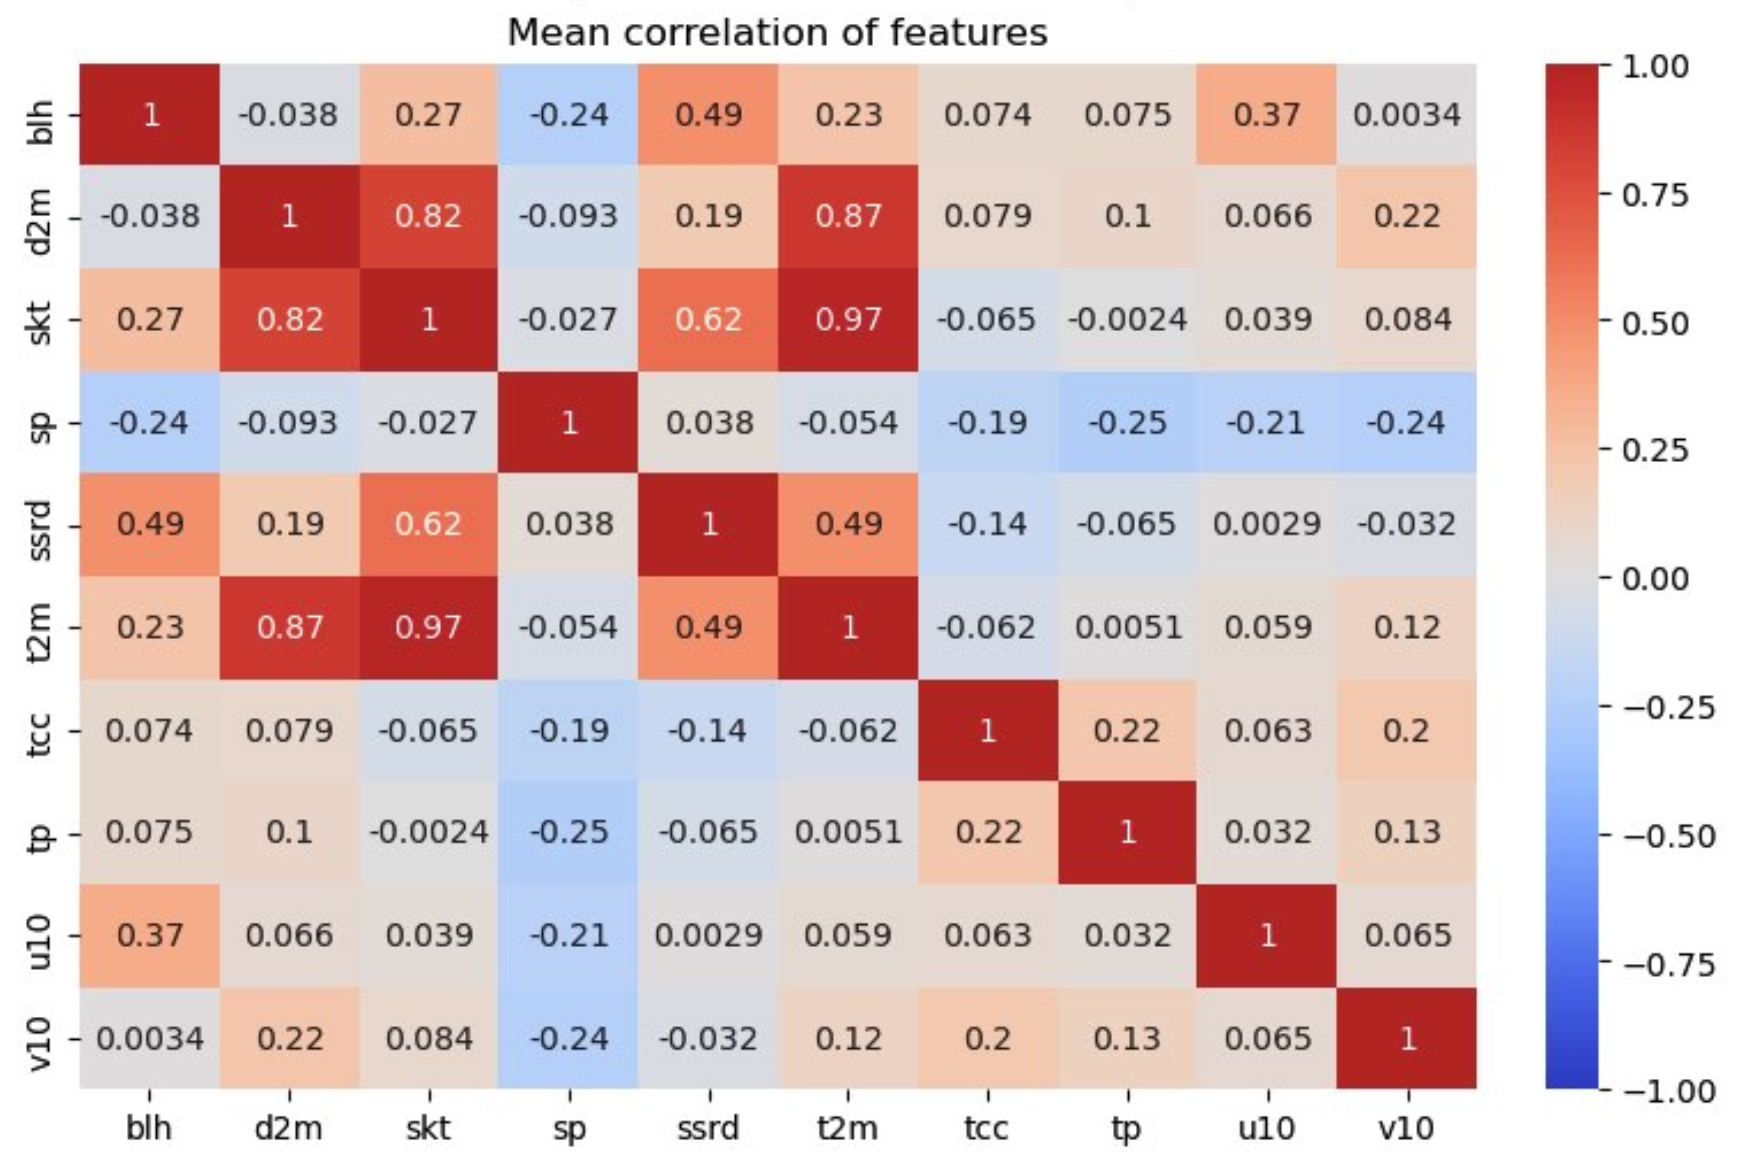 Mean correlation of features
blh 1 -0.038 0.27 -0.24 0.49 0.23 0.074 0.075 0.37 0.0034
d2m -0.038 1 0.82 -0.093 0.19 0.87 0.079 0.1 0.066 0.22
skt 0.27 0.82 1 -0.027 0.62 0.97 -0.065 -0.0024 0.039 0.084
sp -0.24 -0.093 -0.027 1 0.038 -0.054 -0.19 -0.25 -0.21 -0.24
ssrd 0.49 0.19 0.62 0.038 1 0.49 -0.14 -0.065 0.0029 -0.032
t2m 0.23 0.87 0.97 -0.054 0.49 1 -0.062 0.0051 0.059 0.12
tcc 0.074 0.079 -0.065 -0.19 -0.14 -0.062 1 0.22 0.063 0.2
tp 0.075 0.1 -0.0024 -0.25 -0.065 0.0051 0.22 1 0.032 0.13
u10 0.37 0.066 0.039 -0.21 0.0029 0.059 0.063 0.032 1 0.065
v10 0.0034 0.22 0.084 -0.24 -0.032 0.12 0.2 0.13 0.065 1
blh d2m skt sp ssrd t2m tcc tp u10 v10
1.00
0.75
0.50
0.25
0.00
−0.25
−0.50
−0.75
−1.00